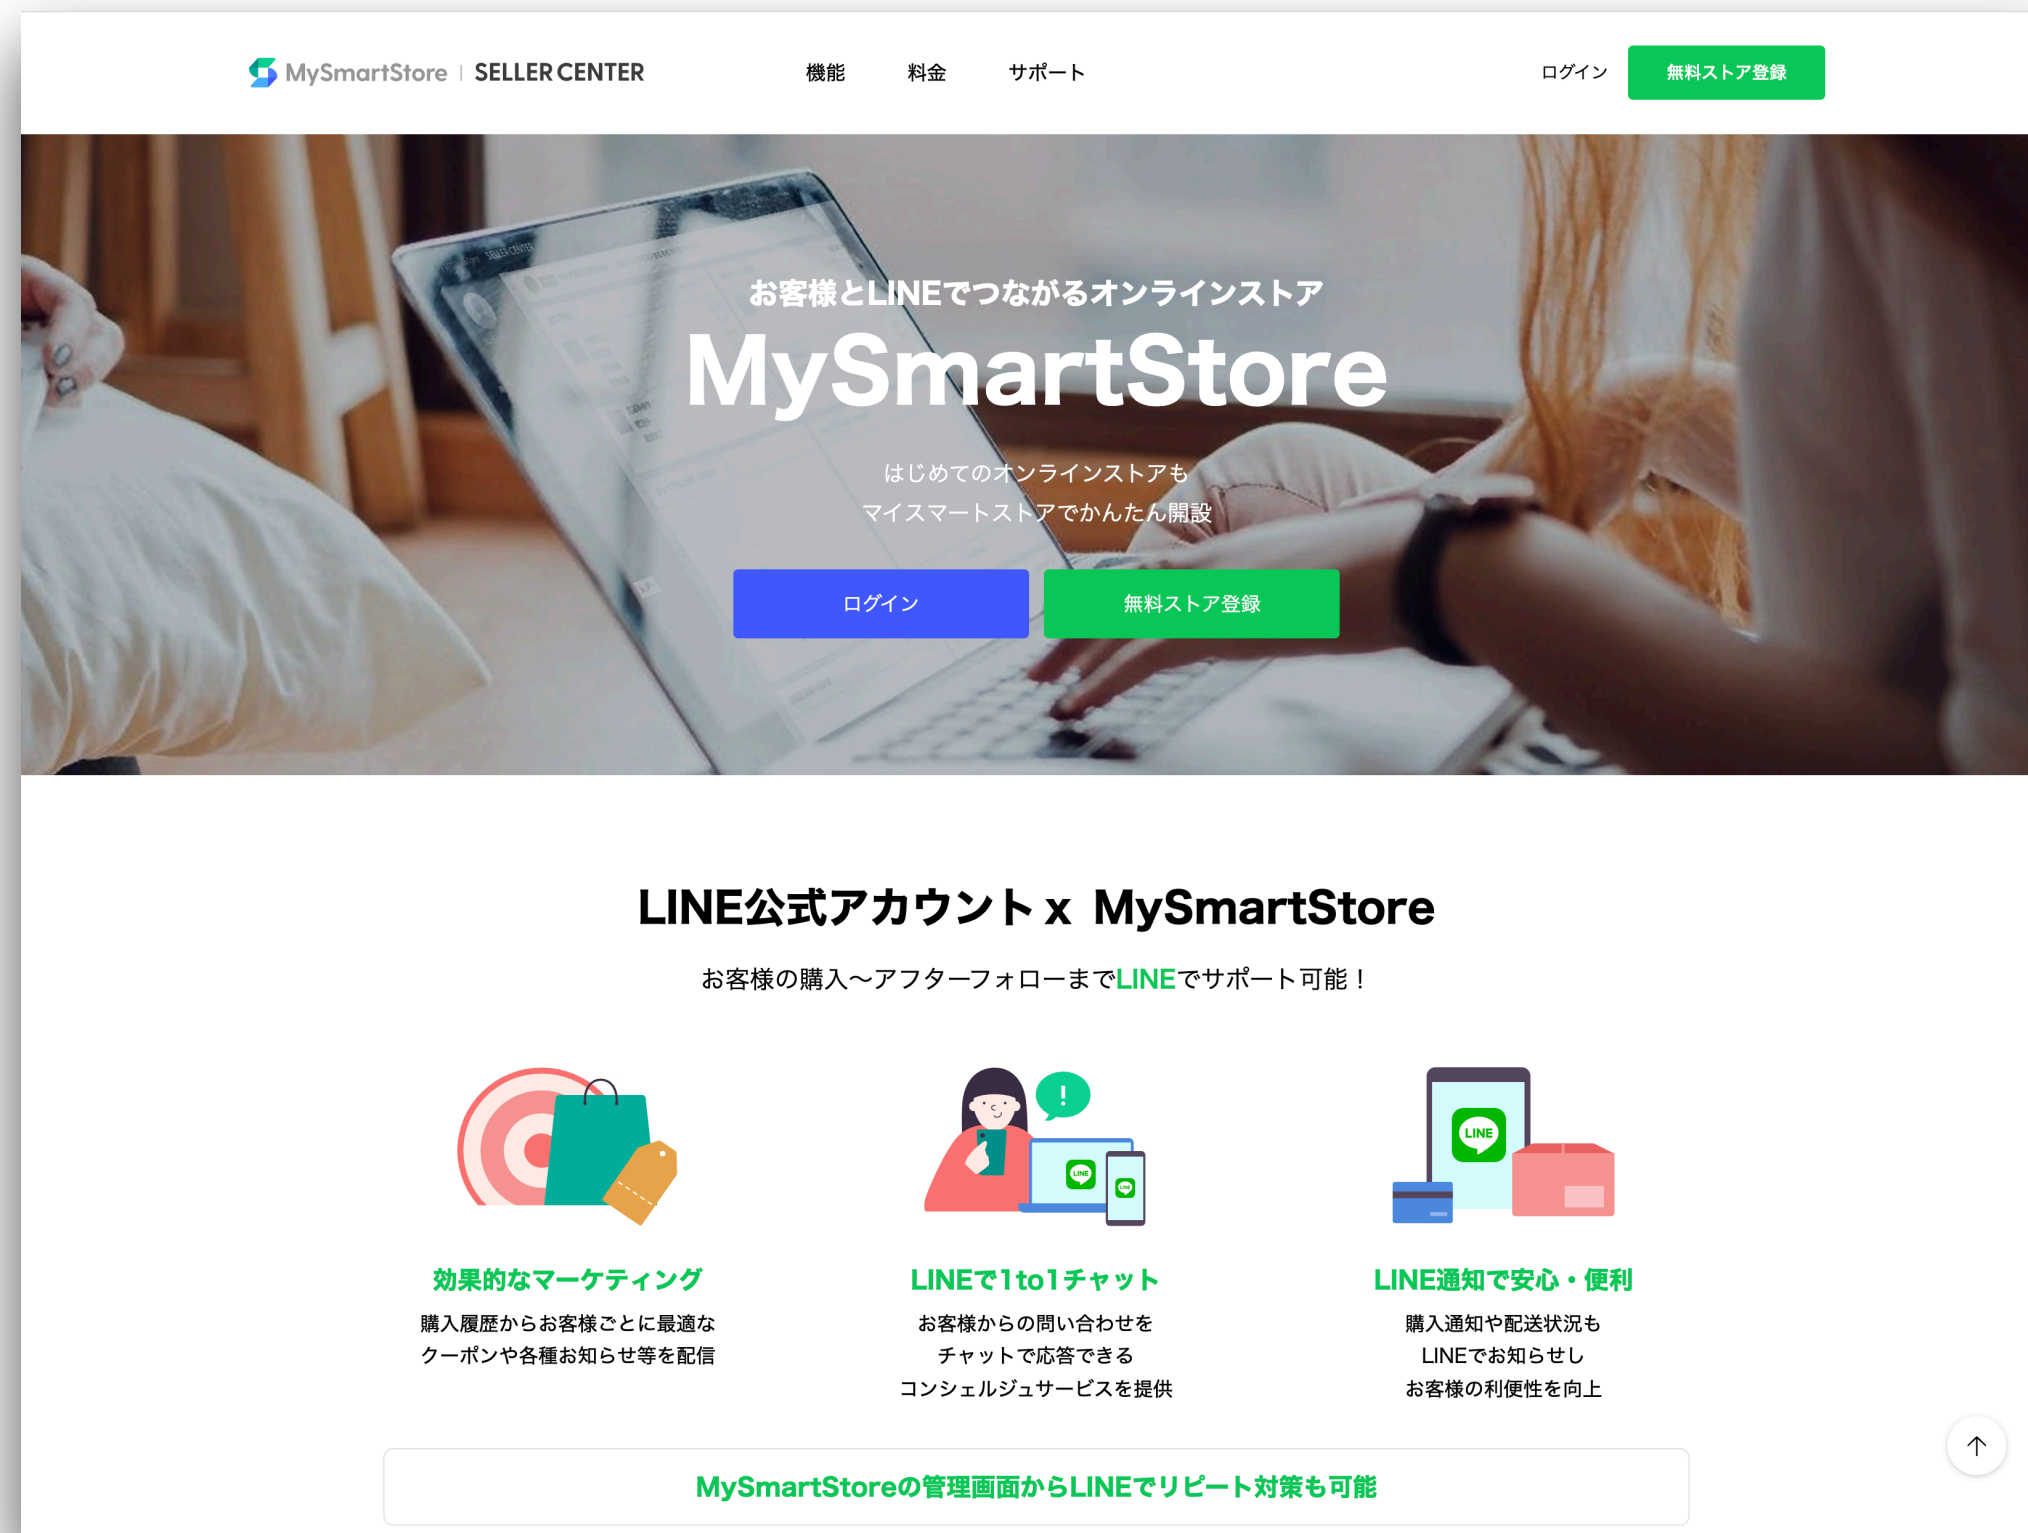 MySmartStore | SELLER CENTER
機能
料金
サポート
ログイン
無料ストア登録
SELLER CENTER
お客様とLINEでつながるオンラインストア
MySmartStore
はじめてのオンラインストアも
マイスマートストアでかんたん開設
ログイン
無料ストア登録
LINE公式アカウント x MySmartStore
お客様の購入〜アフターフォローまでLINEでサポート可能！
!
LINE
LINE
LINE
効果的なマーケティング
購入履歴からお客様ごとに最適な
クーポンや各種お知らせ等を配信
LINEで1to1チャット
お客様からの問い合わせを
チャットで応答できる
コンシェルジュサービスを提供
LINE通知で安心・便利
購入通知や配送状況も
LINEでお知らせし
お客様の利便性を向上
MySmartStoreの管理画面からLINEでリピート対策も可能